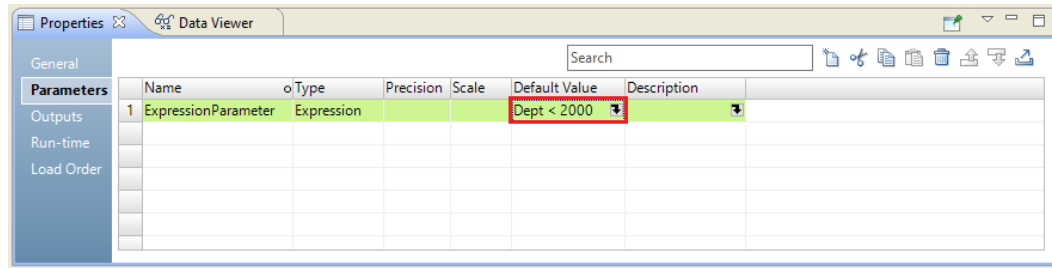 Properties Data Viewer
Search
General
Parameters
Outputs
Run-time
Load Order
Name Type Precision Scale Default Value Description
1 ExpressionParameter Expression Dept < 2000